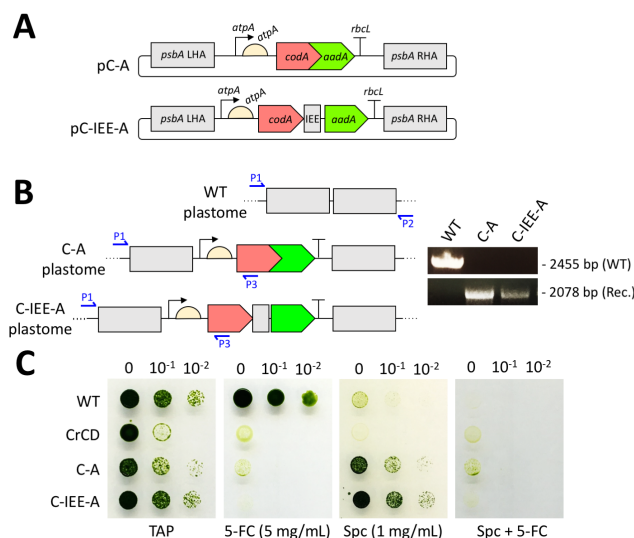 A
atpA
atpA
rbcL
psbA LHA
codA
aadA
psbA RHA
pC-A
atpA
atpA
rbcL
psbA LHA
codA
IEE
aadA
psbA RHA
pC-IEE-A
B
P1
WT
plastome
P2
P1
C-A
plastome
P3
P1
C-IEE-A
plastome
P3
WT
C-A
C-IEE-A
- 2455 bp (WT)
- 2078 bp (Rec.)
C
0 10⁻¹ 10⁻² 0 10⁻¹ 10⁻² 0 10⁻¹ 10⁻² 0 10⁻¹ 10⁻²
WT
CrCD
C-A
C-IEE-A
TAP 5-FC (5 mg/mL) Spc (1 mg/mL) Spc + 5-FC